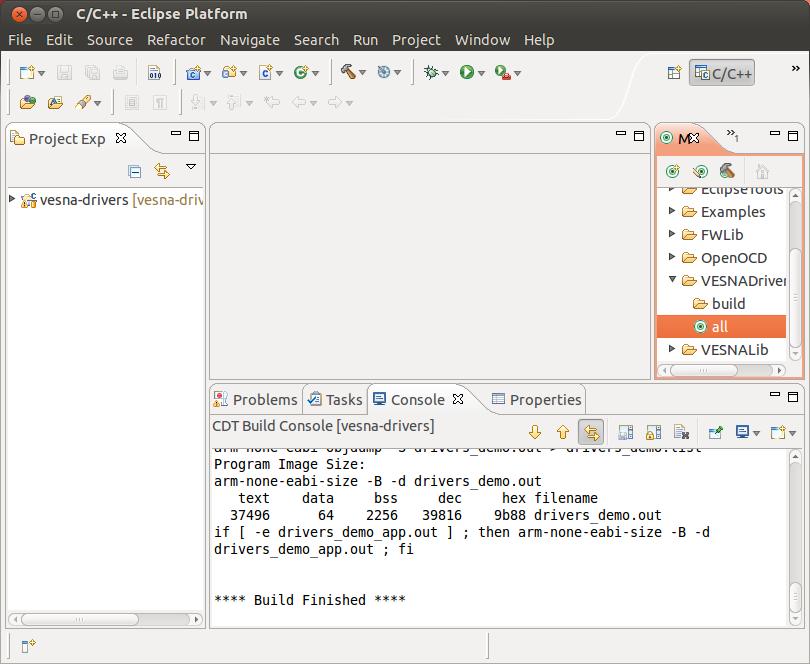 C/C++ - Eclipse Platform
File Edit Source Refactor Navigate Search Run Project Window Help
010
C/C++
»
Project Exp
vesna-drivers [vesna-driv
M
»1
EclipseTools
Examples
FWLib
OpenOCD
VESNADriver
build
all
VESNALib
Problems Tasks Console Properties
CDT Build Console [vesna-drivers]
arm-none-eabi-objdump -S drivers_demo.out > drivers_demo.list
Program Image Size:
arm-none-eabi-size -B -d drivers_demo.out
text data bss dec hex filename
37496 64 2256 39816 9b88 drivers_demo.out
if [ -e drivers_demo_app.out ] ; then arm-none-eabi-size -B -d
drivers_demo_app.out ; fi
**** Build Finished ****